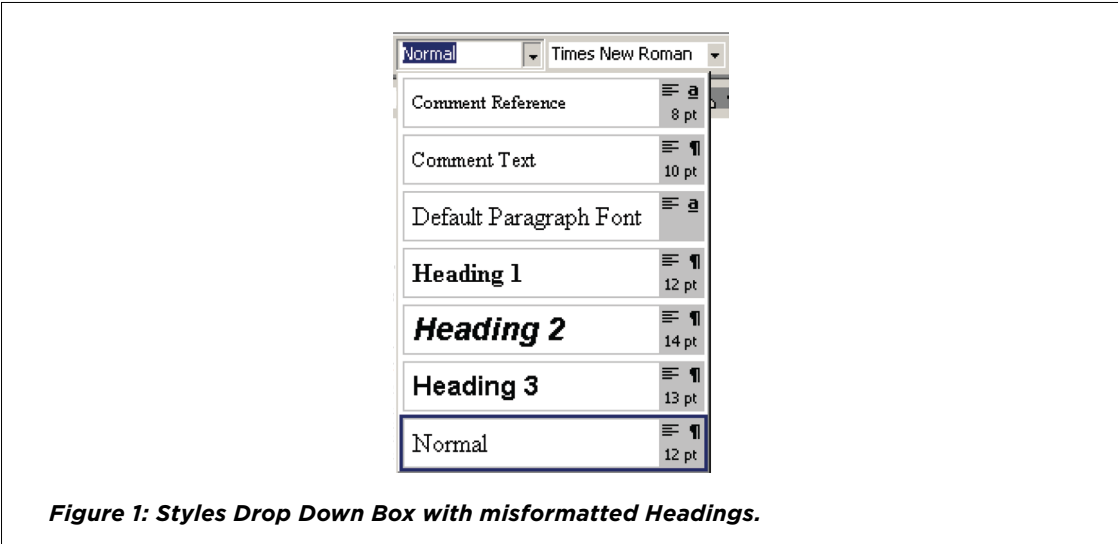 Normal Times New Roman
Comment Reference a
8 pt
Comment Text ¶
10 pt
Default Paragraph Font a
Heading 1 ¶
12 pt
Heading 2 ¶
14 pt
Heading 3 ¶
13 pt
Normal ¶
12 pt
Figure 1: Styles Drop Down Box with misformatted Headings.